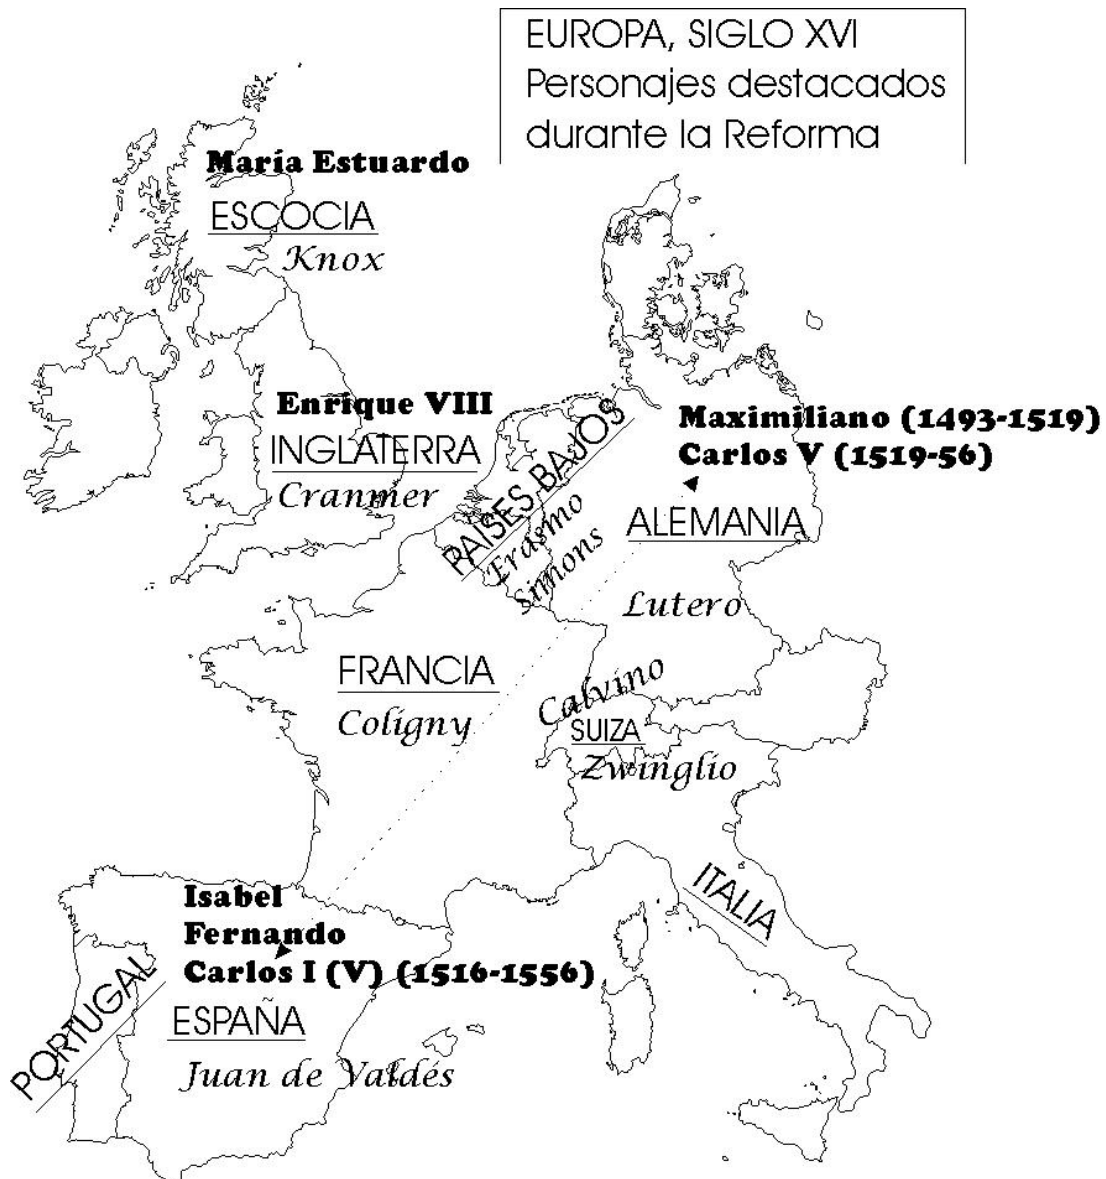 EUROPA, SIGLO XVI
Personajes destacados
durante la Reforma
María Estuardo
ESCOCIA
Knox
Enrique VIII
INGLATERRA
Cranmer
PAÍSES BAJOS
Erasmo
Simons
Maximiliano (1493-1519)
Carlos V (1519-56)
ALEMANIA
Lutero
FRANCIA
Coligny
Calvino
SUIZA
Zwinglio
ITALIA
Isabel
Fernando
Carlos I (V) (1516-1556)
ESPAÑA
Juan de Valdés
PORTUGAL